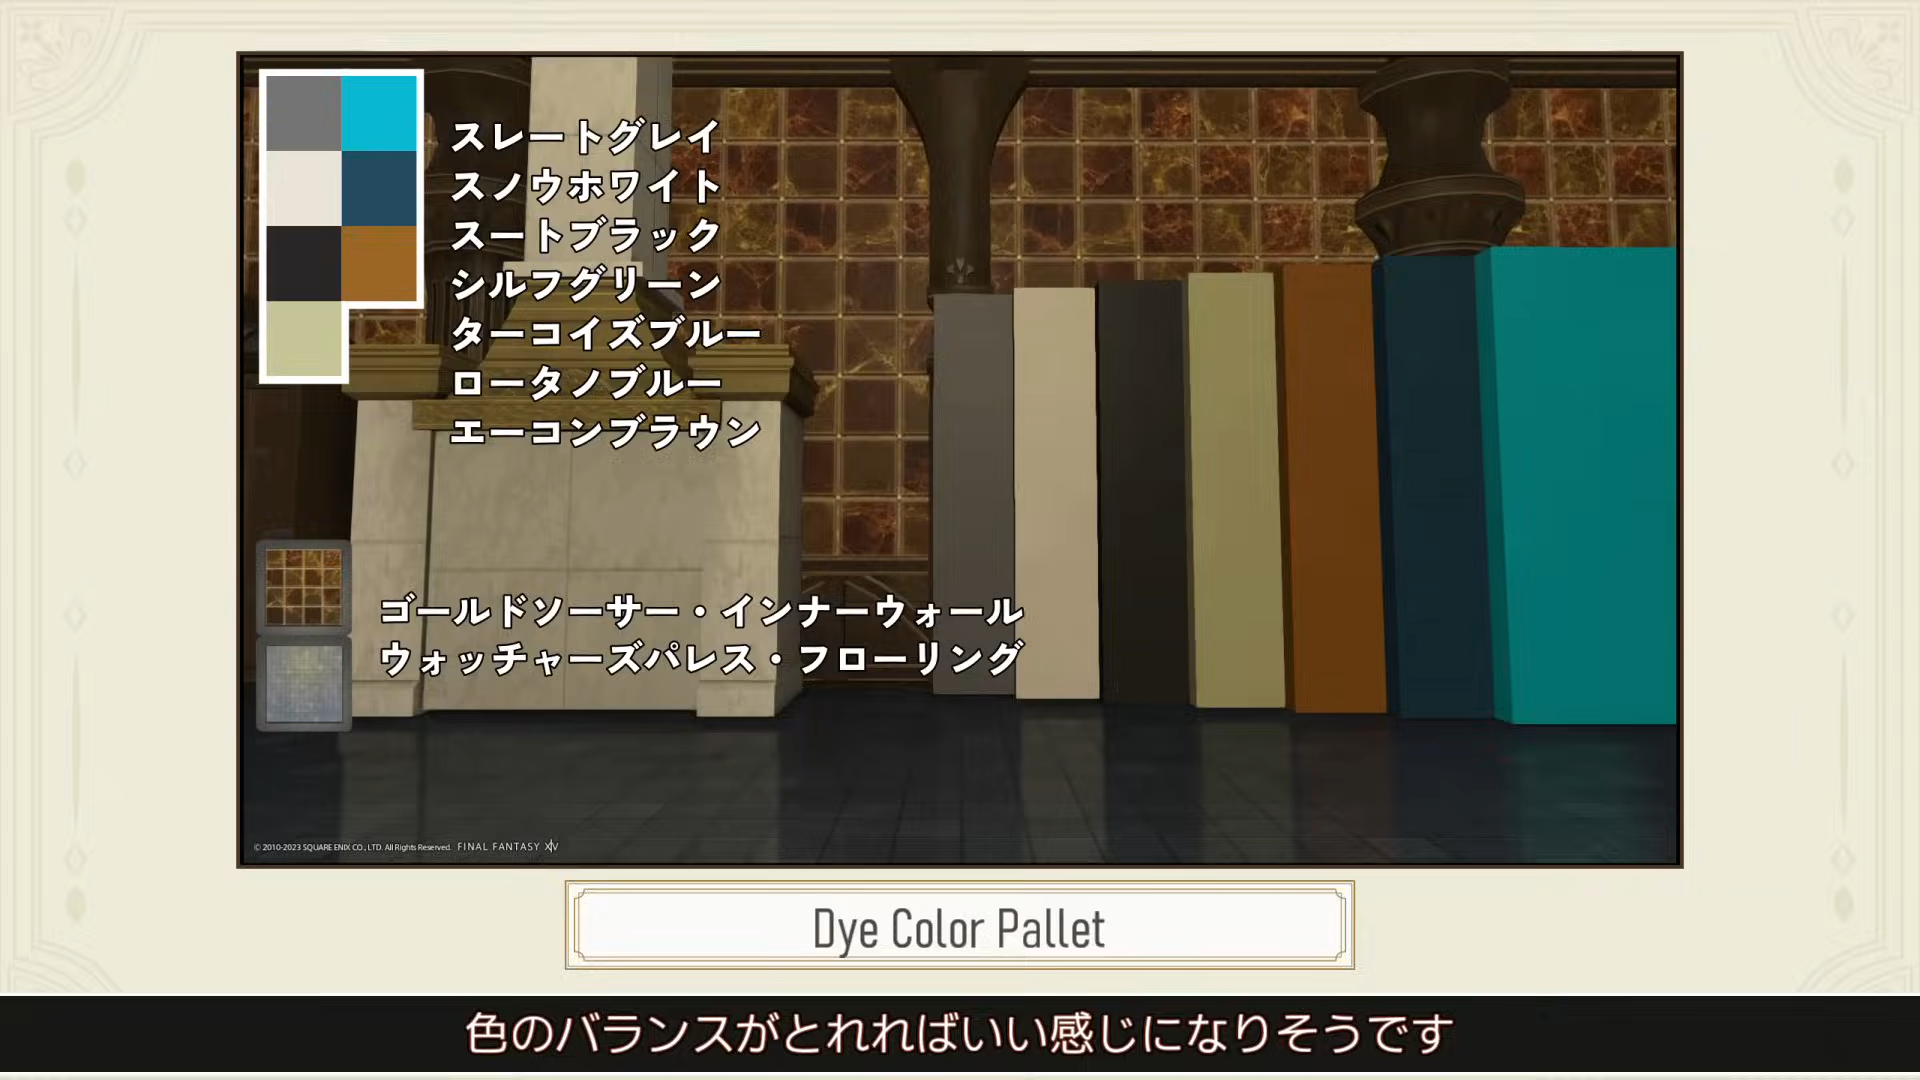 スレートグレイ
スノウホワイト
スートブラック
シルフグリーン
ターコイズブルー
ロータノブルー
エーコンブラウン
ゴールドソーサー・インナーウォール
ウォッチャーズパレス・フローリング
© 2010-2023 SQUARE ENIX CO., LTD. All Rights Reserved. FINAL FANTASY XIV
Dye Color Pallet
色のバランスがとれればいい感じになりそうです